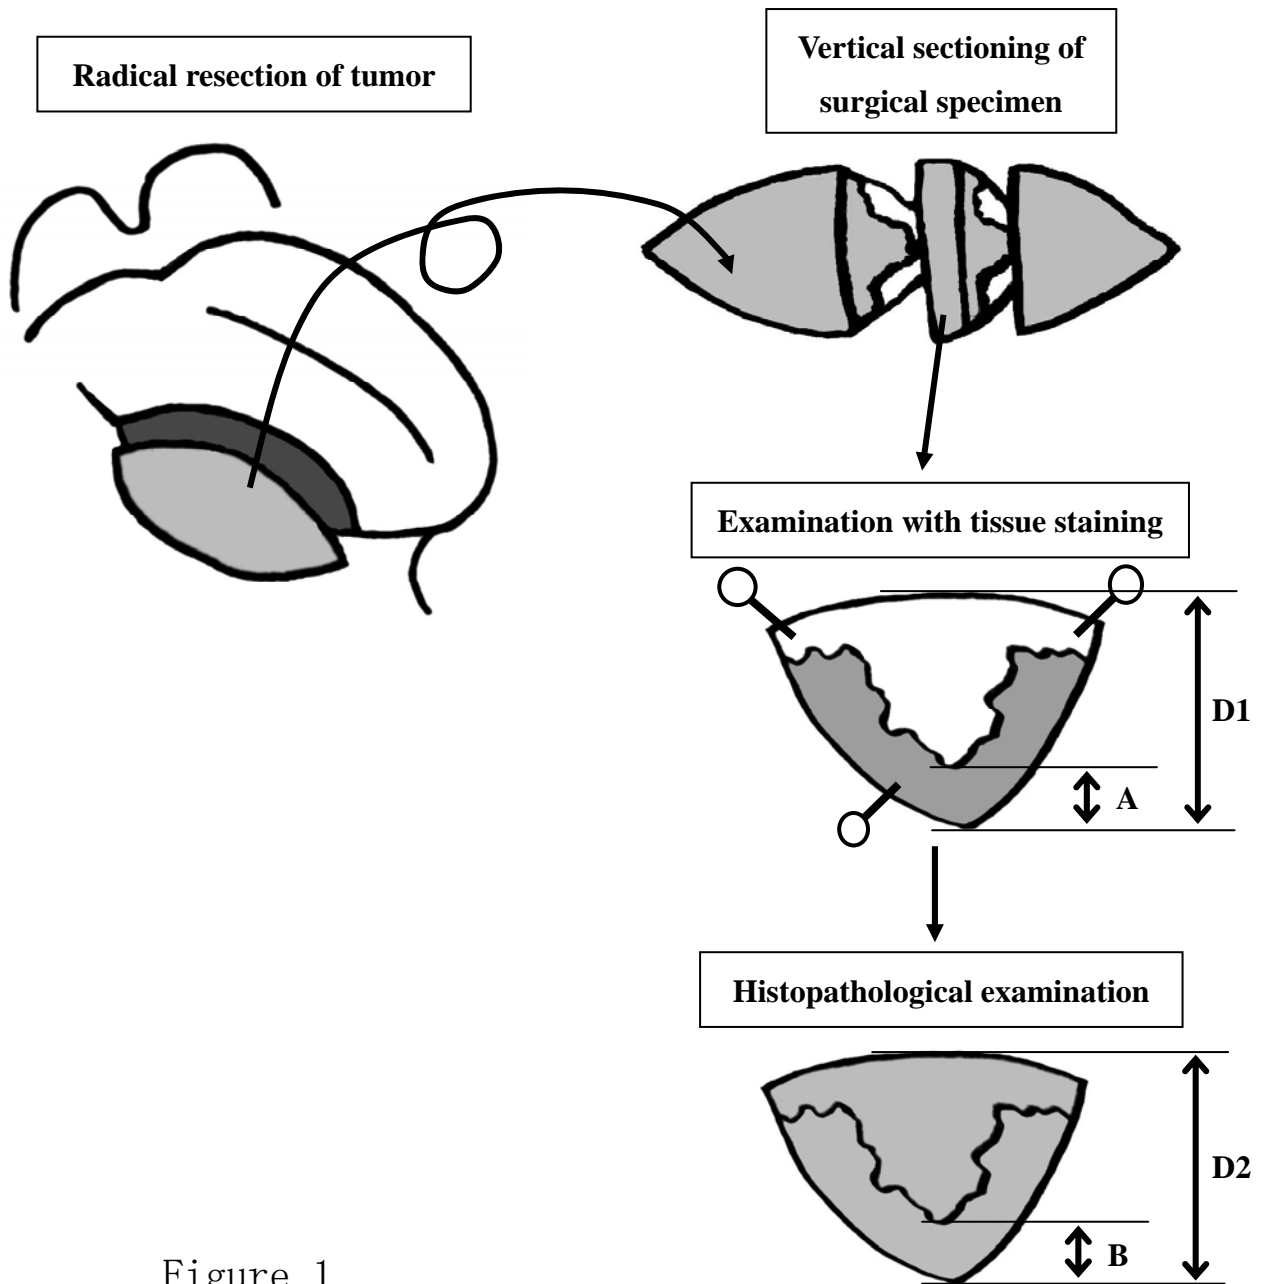 Radical resection of tumor
Vertical sectioning of
surgical specimen
Examination with tissue staining
D1
A
Histopathological examination
D2
B
Figure 1